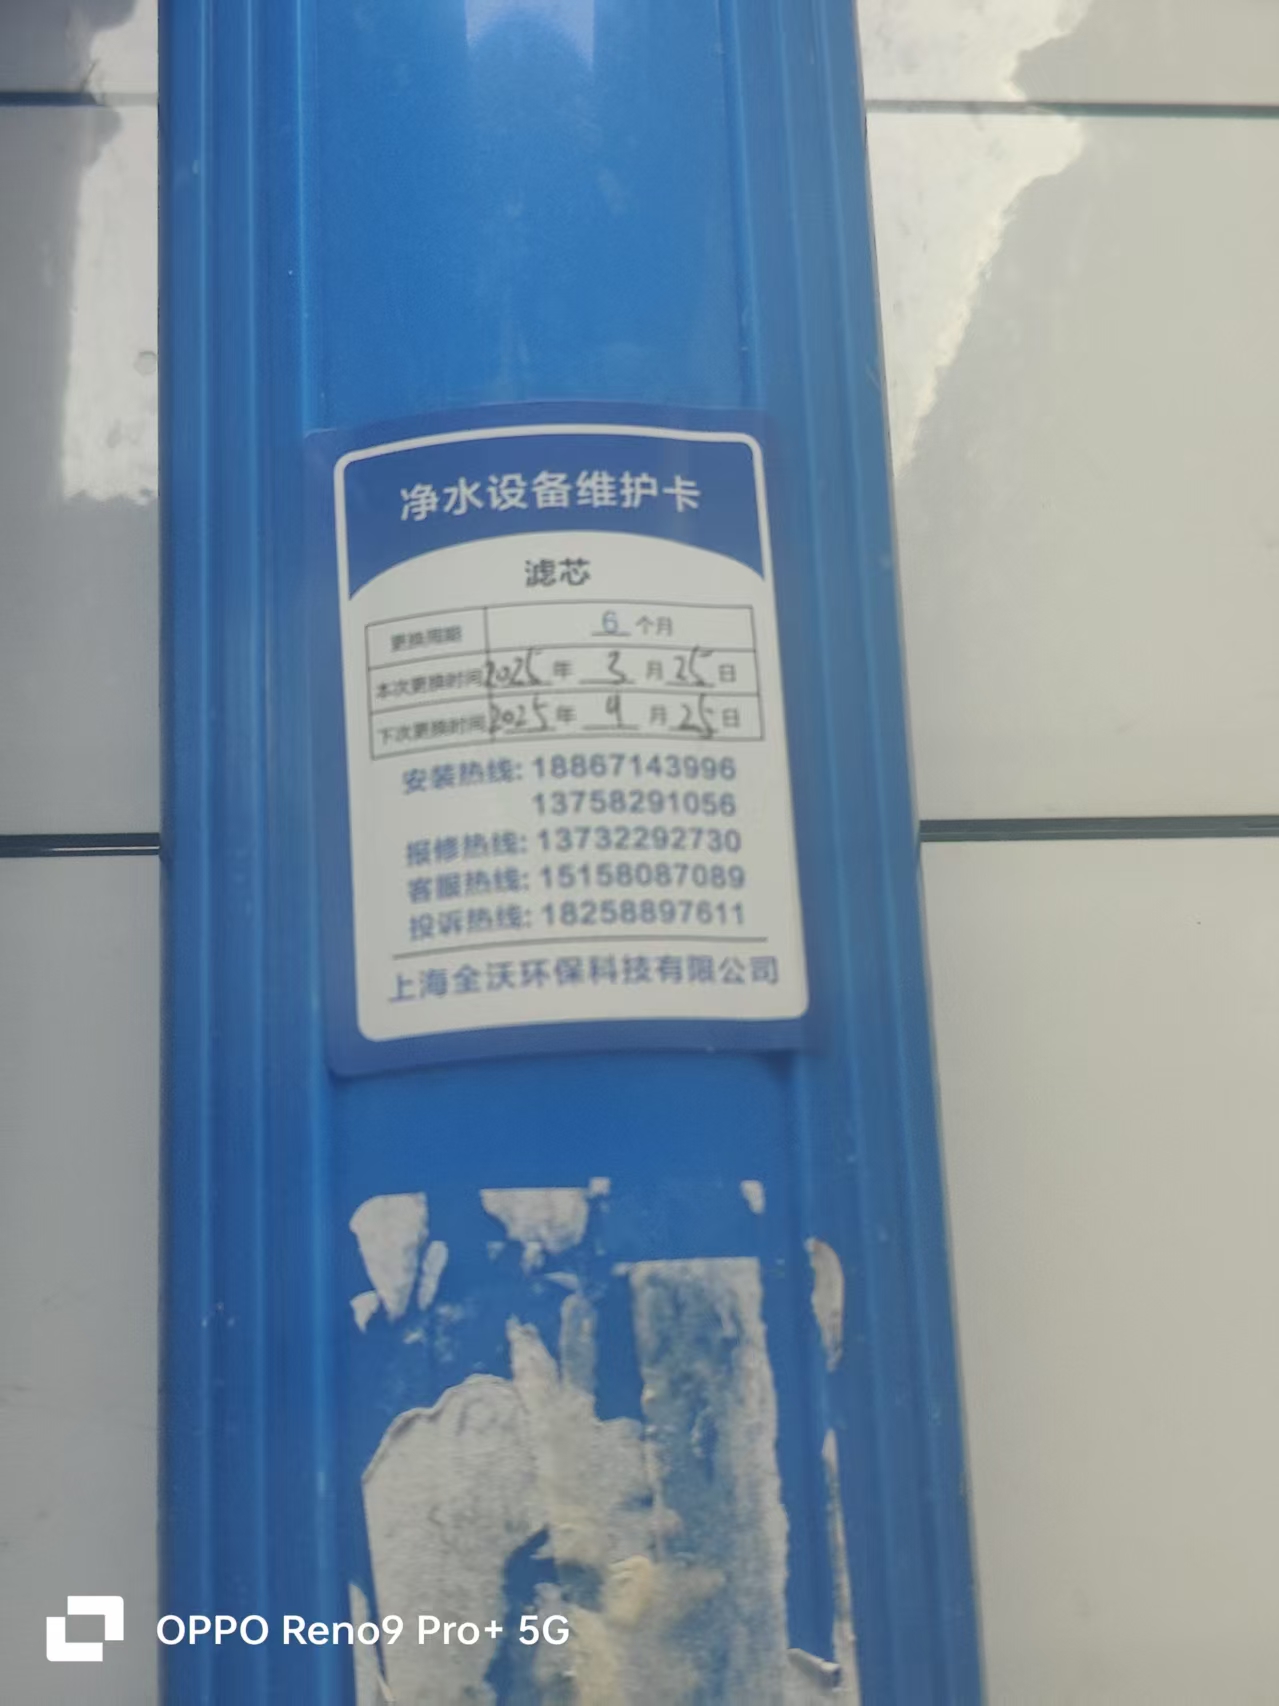 净水设备维护卡
滤芯
更换周期 6 个月
本次更换时间 2025 年 3 月 25 日
下次更换时间 2025 年 9 月 25 日
安装热线: 18867143996
13758291056
报修热线: 13732292730
客服热线: 15158087089
投诉热线: 18258897611
上海全沃环保科技有限公司
OPPO Reno9 Pro+ 5G